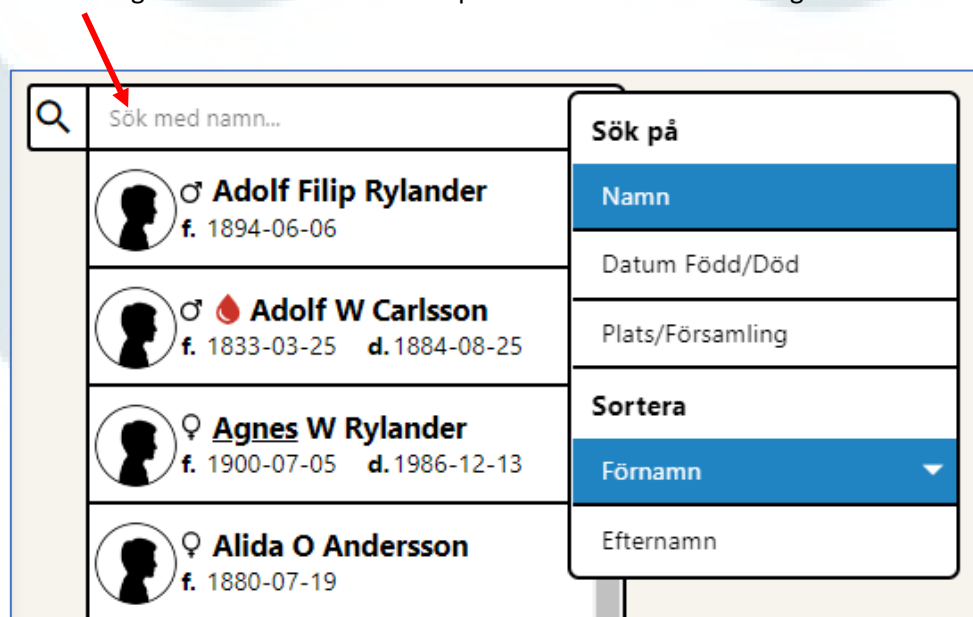 Sök med namn...
Adolf Filip Rylander
f. 1894-06-06
Adolf W Carlsson
f. 1833-03-25 d. 1884-08-25
Agnes W Rylander
f. 1900-07-05 d. 1986-12-13
Alida O Andersson
f. 1880-07-19
Sök på
Namn
Datum Född/Död
Plats/Församling
Sortera
Förnamn
Efternamn